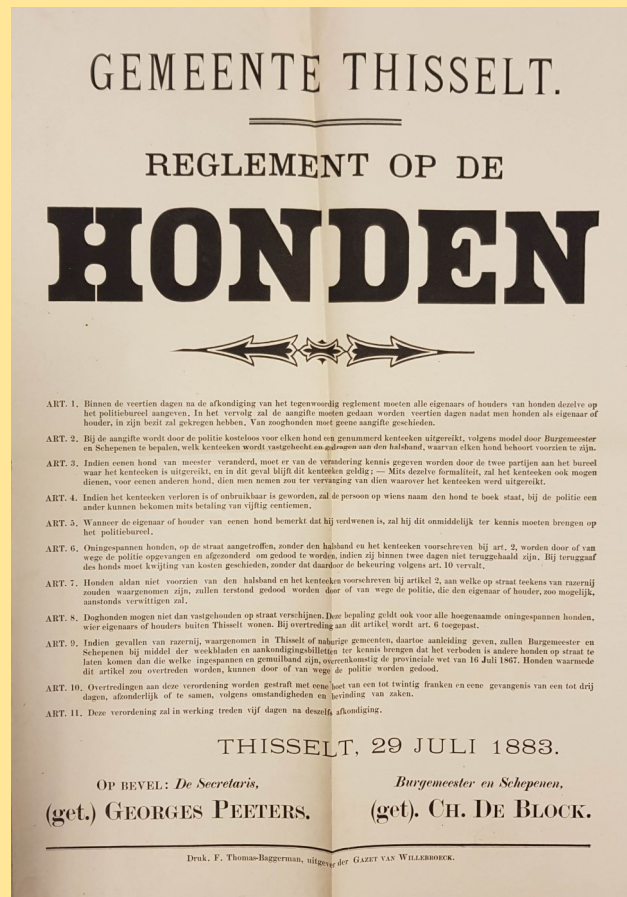 GEMEENTE THISSELT.
REGLEMENT OP DE
HONDEN
ART. 1. Binnen de veertien dagen na de afkondiging van het tegenwoordig reglement moeten alle eigenaars of houders van honden dezelve op
het politiebureel aangeven. In het vervolg zal de aangifte moeten gedaan worden veertien dagen nadat men honden als eigenaar of
houder, in zijn bezit zal gekregen hebben. Van zooghonden moet geene aangifte geschieden.
ART. 2. Bij de aangifte wordt door de politie kosteloos voor elken hond een genummerd kenteeken uitgereikt, volgens model door Burgemeester
en Schepenen te bepalen, welk kenteeken wordt vastgehecht en gedragen aan den halsband, waarvan elken hond behoort voorzien te zijn.
ART. 3. Indien eenen hond van meester veranderd, moet er van de verandering kennis gegeven worden door de twee partijen aan het bureel
waar het kenteeken is uitgereikt, en in dit geval blijft dit kenteeken geldig; — Mits dezelve formaliteit, zal het kenteeken ook mogen
dienen, voor eenen anderen hond, dien men nemen zou ter vervanging van dien waarover het kenteeken werd uitgereikt.
ART. 4. Indien het kenteeken verloren is of onbruikbaar is geworden, zal de persoon op wiens naam den hond te boek staat, bij de politie een
ander kunnen bekomen mits betaling van vijftig centiemen.
ART. 5. Wanneer de eigenaar of houder van eenen hond bemerkt dat hij verdwenen is, zal hij dit onmiddelijk ter kennis moeten brengen op
het politiebureel.
ART. 6. Oningespannen honden, op de straat aangetroffen, zonder den halsband en het kenteeken voorschreven bij art. 2, worden door of van
wege de politie opgevangen en afgezonderd om gedood te worden, indien zij binnen twee dagen niet teruggehaald zijn. Bij teruggaaf
des honds moet kwijting van kosten geschieden, zonder dat daardoor de bekeuring volgens art. 10 vervalt.
ART. 7. Honden aldan niet voorzien van den halsband en het kenteeken voorschreven bij artikel 2, aan welke op straat teekens van razernij
zouden waargenomen zijn, zullen terstond gedood worden door of van wege de politie, die den eigenaar of houder, zoo mogelijk,
aanstonds verwittigen zal.
ART. 8. Doghonden mogen niet dan vastgehouden op straat verschijnen. Deze bepaling geldt ook voor alle hoegenaamde oningespannen honden,
wier eigenaars of houders buiten Thisselt wonen. Bij overtreding aan dit artikel wordt art. 6 toegepast.
ART. 9. Indien gevallen van razernij, waargenomen in Thisselt of naburige gemeenten, daartoe aanleiding geven, zullen Burgemeester en
Schepenen bij middel der weekbladen en aankondigingsbilletten ter kennis brengen dat het verboden is andere honden op straat te
laten komen dan die welke ingespannen en gemuilband zijn, overeenkomstig de provinciale wet van 16 Juli 1867. Honden waarmede
dit artikel zou overtreden worden, kunnen door of van wege de politie worden gedood.
ART. 10. Overtredingen aan deze verordening worden gestraft met eene boet van een tot twintig franken en eene gevangenis van een tot drij
dagen, afzonderlijk of te samen, volgens omstandigheden en bevinding van zaken.
ART. 11. Deze verordening zal in werking treden vijf dagen na deszelfs afkondiging.
THISSELT, 29 JULI 1883.
OP BEVEL: De Secretaris,
(get.) GEORGES PEETERS.
Burgemeester en Schepenen,
(get). CH. DE BLOCK.
Druk. F. Thomas-Baggerman, uitgever der GAZET VAN WILLEBROECK.